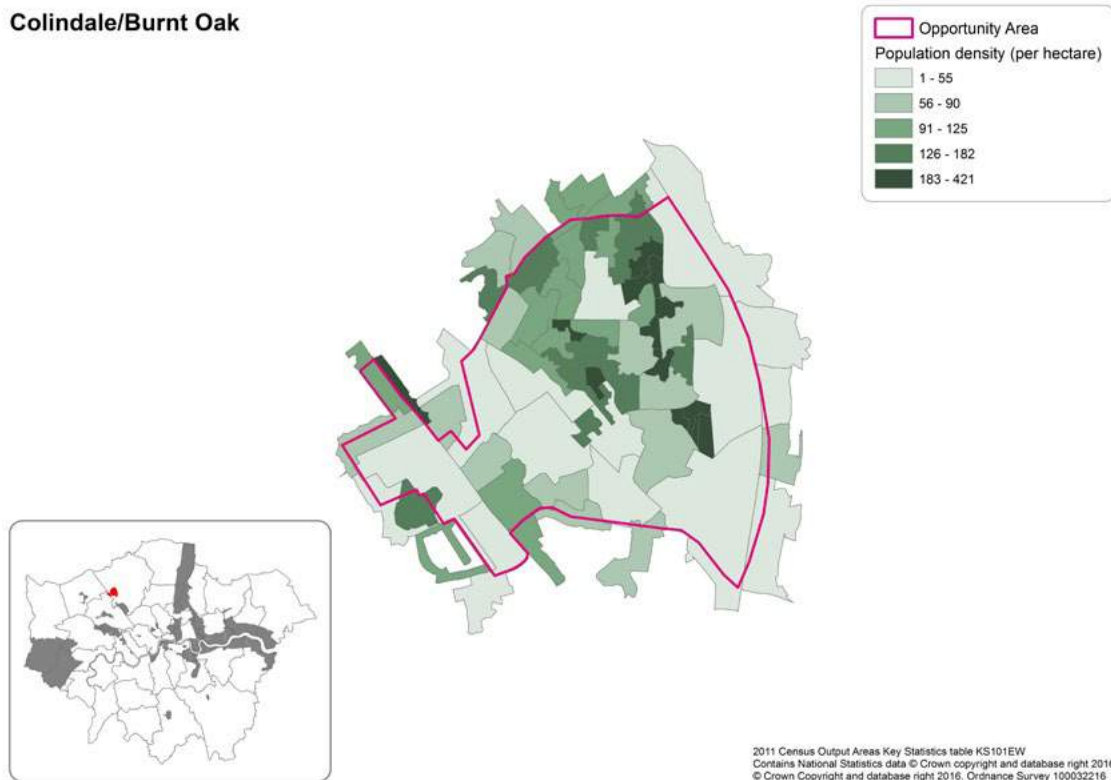 Colindale/Burnt Oak
Opportunity Area
Population density (per hectare)
1 - 55
56 - 90
91 - 125
126 - 182
183 - 421
2011 Census Output Areas Key Statistics table KS101EW
Contains National Statistics data © Crown copyright and database right 2016
© Crown Copyright and database right 2016. Ordnance Survey 100032216